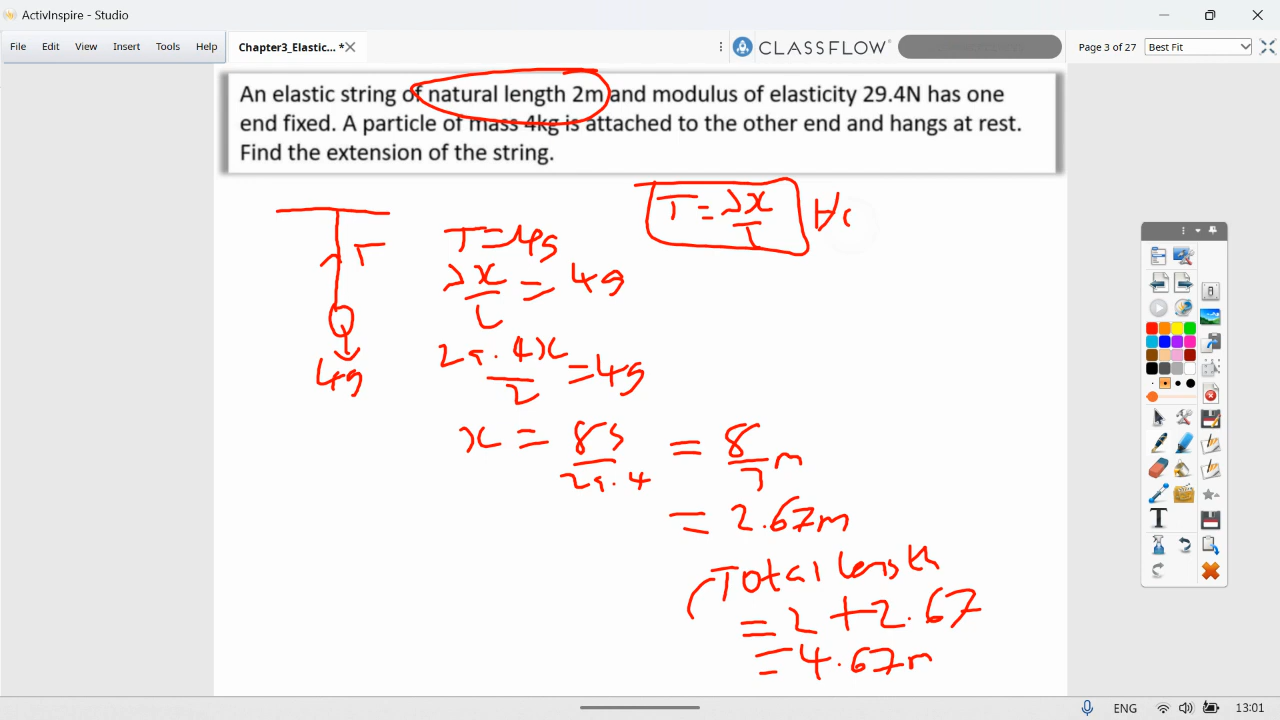 ActivInspire - Studio
File Edit View Insert Tools Help
Chapter3_Elastic... *
CLASSFLOW
Page 3 of 27
Best Fit
An elastic string of natural length 2m and modulus of elasticity 29.4N has one
end fixed. A particle of mass 4kg is attached to the other end and hangs at rest.
Find the extension of the string.
T = λx/l
T
4g
T=4g
λx/l = 4g
29.4x/2 = 4g
x = 8g/29.4 = 8/3 m
= 2.67m
Total length
= 2 + 2.67
= 4.67m
T
ENG
13:01